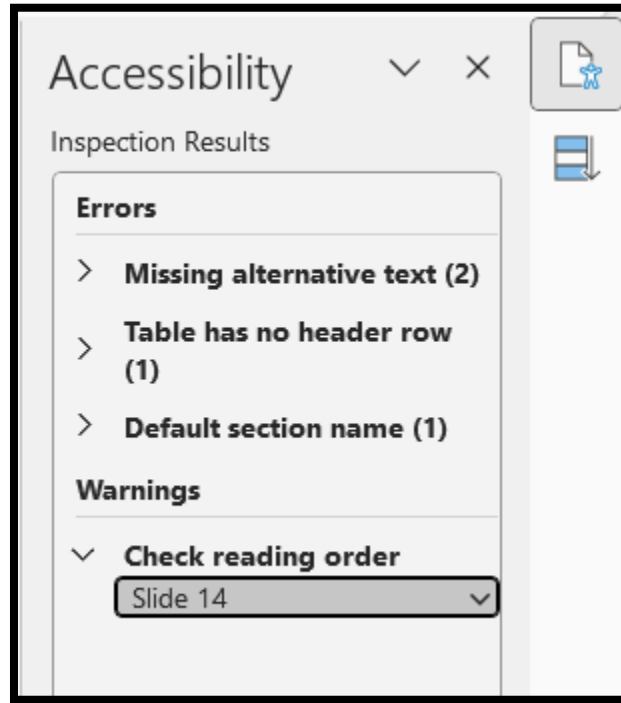 Accessibility
Inspection Results
Errors
Missing alternative text (2)
Table has no header row
(1)
Default section name (1)
Warnings
Check reading order
Slide 14